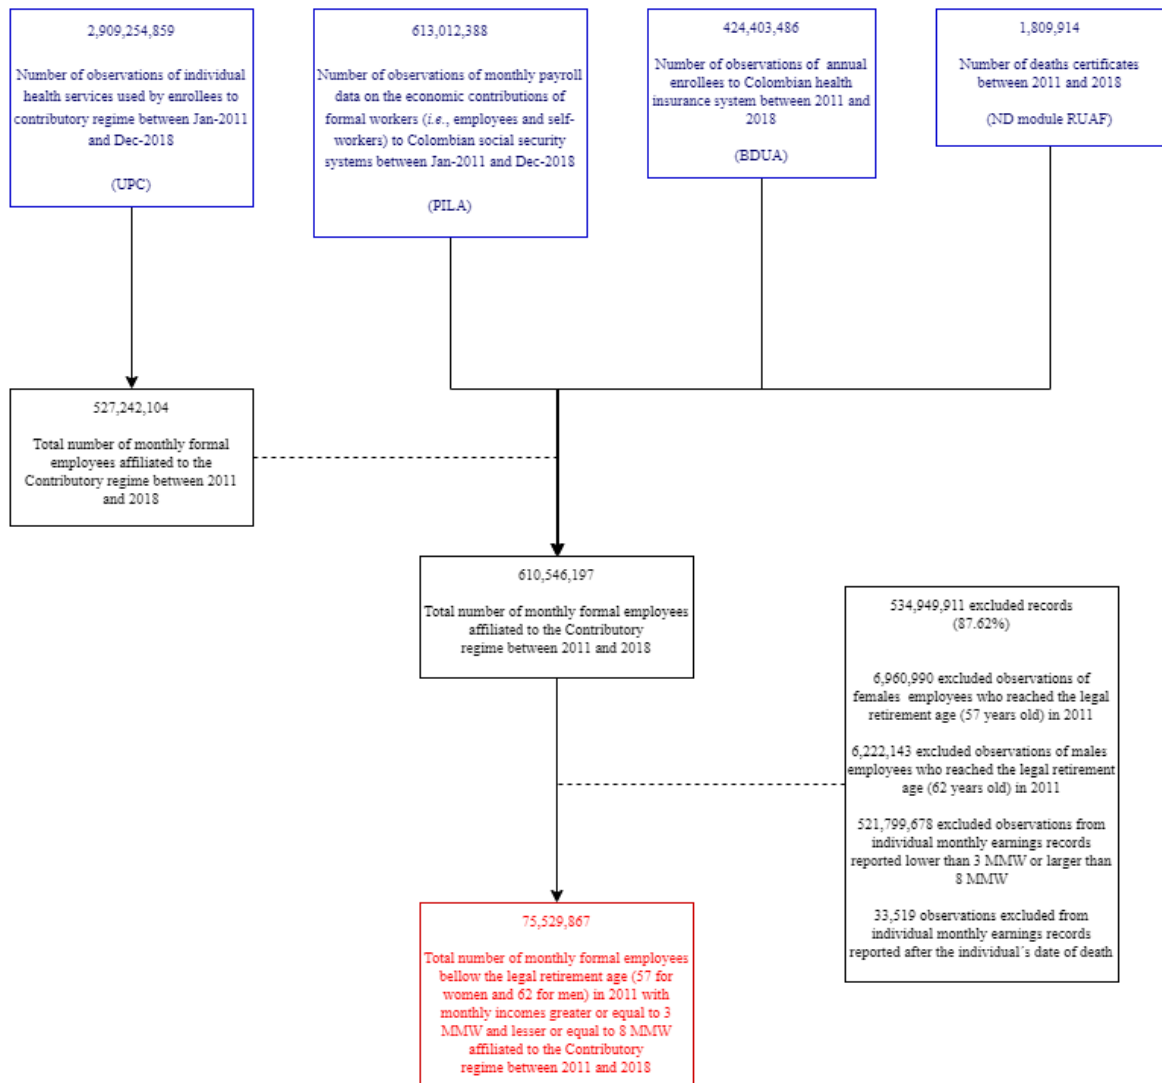 2,909,254,859
Number of observations of individual
health services used by enrollees to
contributory regime between Jan-2011
and Dec-2018
(UPC)
613,012,388
Number of observations of monthly payroll
data on the economic contributions of
formal workers (i.e., employees and self-
workers) to Colombian social security
systems between Jan-2011 and Dec-2018
(PILA)
424,403,486
Number of observations of annual
enrollees to Colombian health
insurance system between 2011 and
2018
(BDUA)
1,809,914
Number of deaths certificates
between 2011 and 2018
(ND module RUAF)
527,242,104
Total number of monthly formal
employees affiliated to the
Contributory regime between 2011
and 2018
610,546,197
Total number of monthly formal employees
affiliated to the Contributory
regime between 2011 and 2018
534,949,911 excluded records
(87.62%)
6,960,990 excluded observations of
females employees who reached the legal
retirement age (57 years old) in 2011
6,222,143 excluded observations of males
employees who reached the legal retirement
age (62 years old) in 2011
521,799,678 excluded observations from
individual monthly earnings records
reported lower than 3 MMW or larger than
8 MMW
33,519 observations excluded from
individual monthly earnings records
reported after the individual´s date of death
75,529,867
Total number of monthly formal employees
bellow the legal retirement age (57 for
women and 62 for men) in 2011 with
monthly incomes greater or equal to 3
MMW and lesser or equal to 8 MMW
affiliated to the Contributory
regime between 2011 and 2018